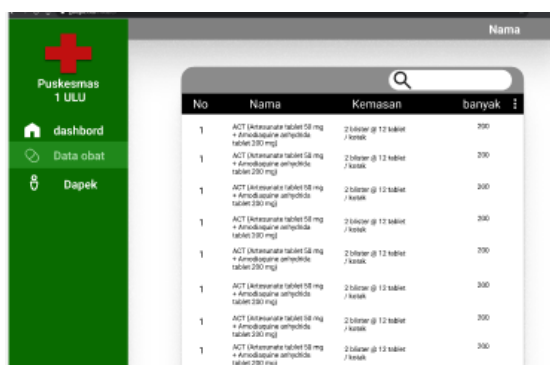 Nama
Puskesmas
1 ULU
dashbord
Data obat
Dapek
No Nama Kemasan banyak
1 ACT (Artesunate tablet 50 mg 2 blister @ 12 tablet 200
+ Amodiaquine anhydride / kotak
tablet 200 mg)
1 ACT (Artesunate tablet 50 mg 2 blister @ 12 tablet 200
+ Amodiaquine anhydride / kotak
tablet 200 mg)
1 ACT (Artesunate tablet 50 mg 2 blister @ 12 tablet 200
+ Amodiaquine anhydride / kotak
tablet 200 mg)
1 ACT (Artesunate tablet 50 mg 2 blister @ 12 tablet 200
+ Amodiaquine anhydride / kotak
tablet 200 mg)
1 ACT (Artesunate tablet 50 mg 2 blister @ 12 tablet 200
+ Amodiaquine anhydride / kotak
tablet 200 mg)
1 ACT (Artesunate tablet 50 mg 2 blister @ 12 tablet 200
+ Amodiaquine anhydride / kotak
tablet 200 mg)
1 ACT (Artesunate tablet 50 mg 2 blister @ 12 tablet 200
+ Amodiaquine anhydride / kotak
tablet 200 mg)
1 ACT (Artesunate tablet 50 mg 2 blister @ 12 tablet 200
+ Amodiaquine anhydride / kotak
tablet 200 mg)